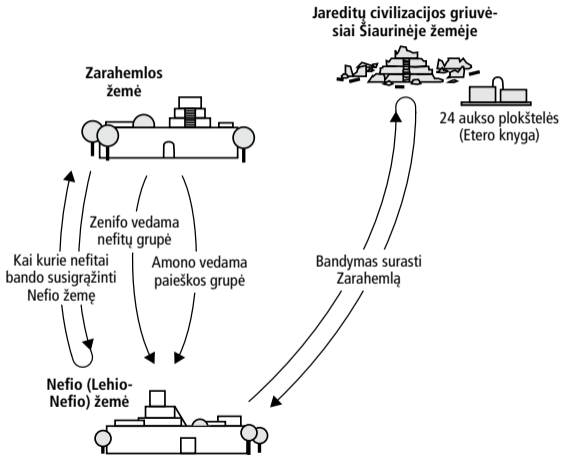 Jareditų civilizacijos griuvė-
siai Šiaurinėje žemėje
Zarahemlos
žemė
24 aukso plokštelės
(Etero knyga)
Zenifo vedama
nefitų grupė
Kai kurie nefitai
bando susigrąžinti
Nefio žemę
Amono vedama
paieškos grupė
Bandymas surasti
Zarahemlą
Nefio (Lehio-
Nefio) žemė